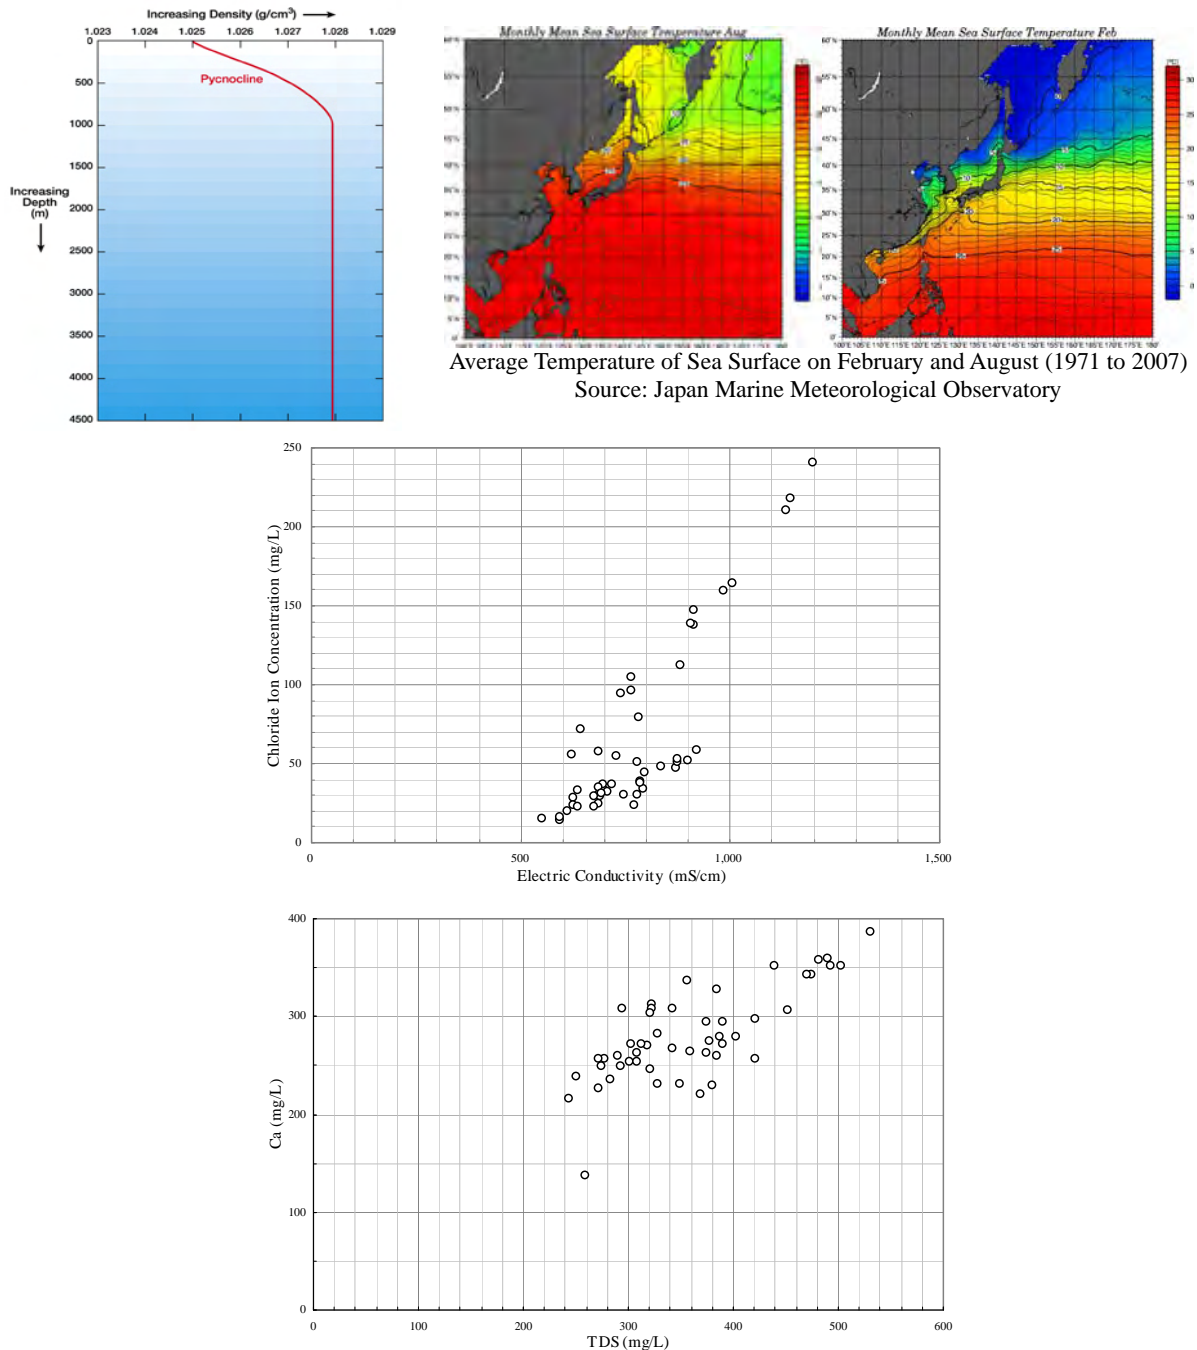 Increasing Density (g/cm³)
1.023 1.024 1.025 1.026 1.027 1.028 1.029
Pycnocline
0
500
1000
1500
2000
2500
3000
3500
4000
4500
Increasing
Depth
(m)
Monthly Mean Sea Surface Temperature Aug
Monthly Mean Sea Surface Temperature Feb
Average Temperature of Sea Surface on February and August (1971 to 2007)
Source: Japan Marine Meteorological Observatory
Chloride Ion Concentration (mg/L)
250
200
150
100
50
0
0 500 1,000 1,500
Electric Conductivity (mS/cm)
Ca (mg/L)
400
300
200
100
0
0 100 200 300 400 500 600
TDS (mg/L)